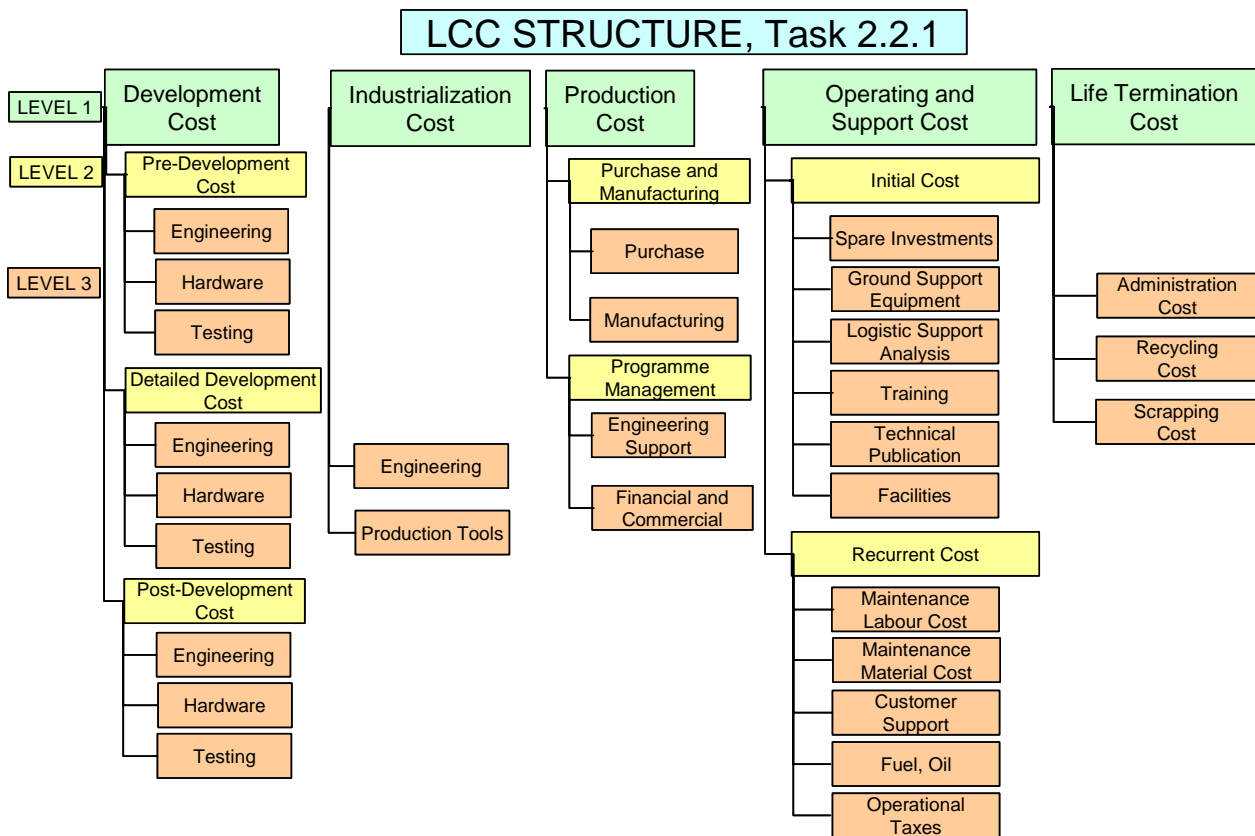 LCC STRUCTURE, Task 2.2.1
LEVEL 1
LEVEL 2
LEVEL 3
Development
Cost
Pre-Development
Cost
Engineering
Hardware
Testing
Detailed Development
Cost
Engineering
Hardware
Testing
Post-Development
Cost
Engineering
Hardware
Testing
Industrialization
Cost
Engineering
Production Tools
Production
Cost
Purchase and
Manufacturing
Purchase
Manufacturing
Programme
Management
Engineering
Support
Financial and
Commercial
Operating and
Support Cost
Initial Cost
Spare Investments
Ground Support
Equipment
Logistic Support
Analysis
Training
Technical
Publication
Facilities
Recurrent Cost
Maintenance
Labour Cost
Maintenance
Material Cost
Customer
Support
Fuel, Oil
Operational
Taxes
Life Termination
Cost
Administration
Cost
Recycling
Cost
Scrapping
Cost